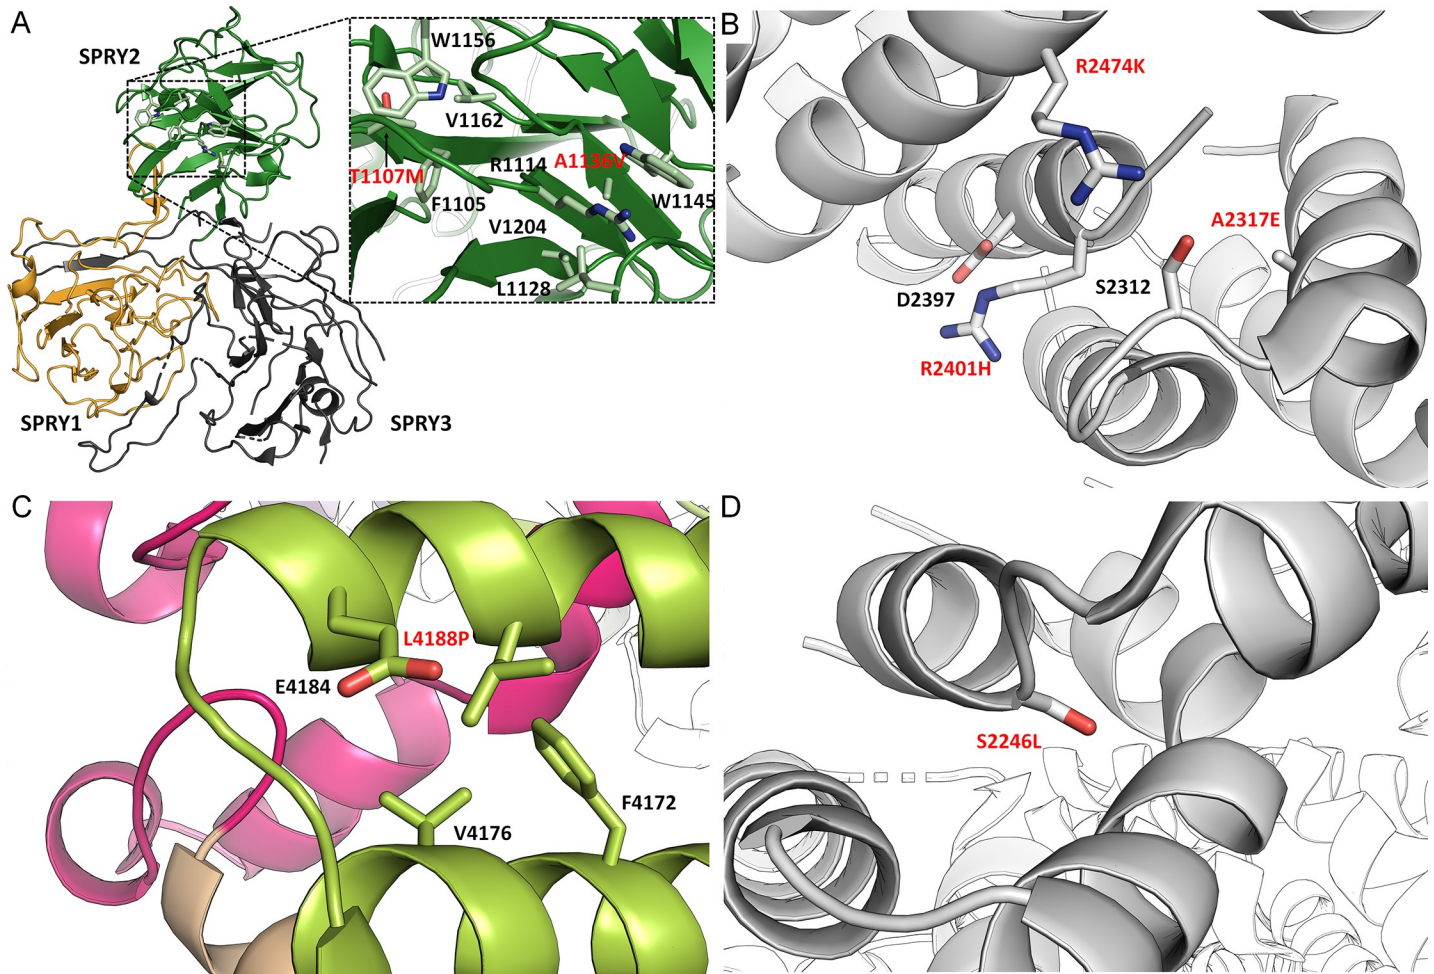 A
SPRY2
W1156
V1162
R1114
A1136V
T1107M
F1105
W1145
V1204
L1128
SPRY1
SPRY3
B
R2474K
A2317E
D2397
S2312
R2401H
C
L4188P
E4184
F4172
V4176
D
S2246L